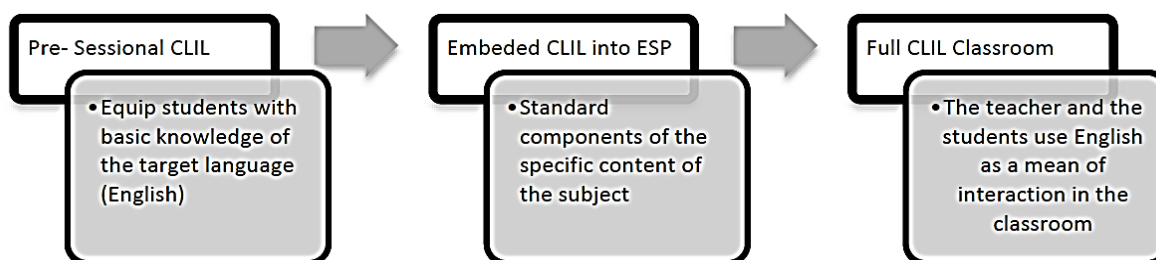 Pre- Sessional CLIL
• Equip students with
basic knowledge of
the target language
(English)
Embeded CLIL into ESP
• Standard
components of the
specific content of
the subject
Full CLIL Classroom
• The teacher and the
students use English
as a mean of
interaction in the
classroom